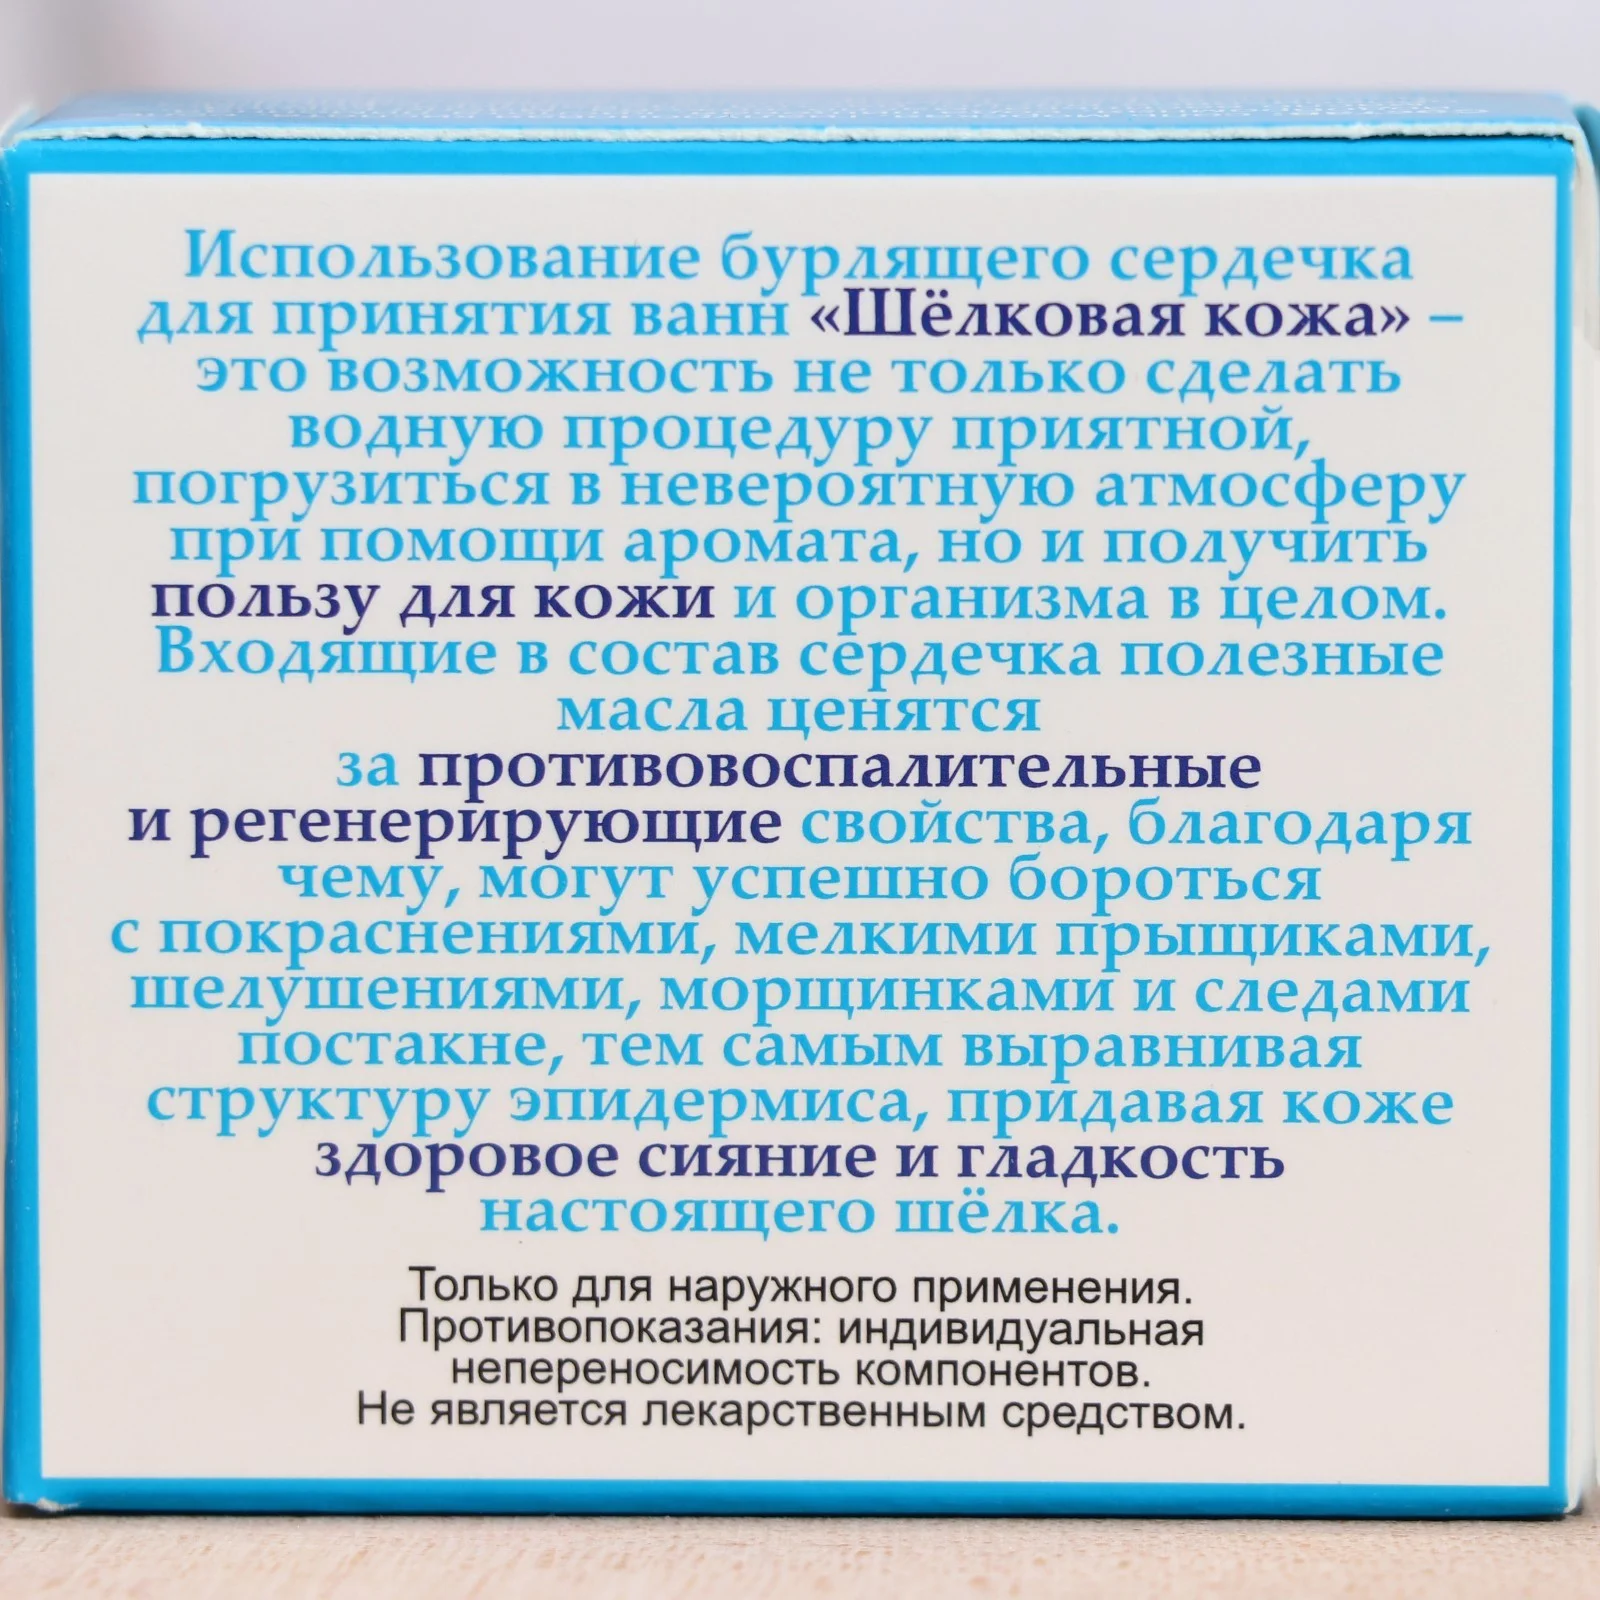 Использование бурлящего сердечка
для принятия ванн «Шёлковая кожа» –
это возможность не только сделать
водную процедуру приятной,
погрузиться в невероятную атмосферу
при помощи аромата, но и получить
пользу для кожи и организма в целом.
Входящие в состав сердечка полезные
масла ценятся
за противовоспалительные
и регенерирующие свойства, благодаря
чему, могут успешно бороться
с покраснениями, мелкими прыщиками,
шелушениями, морщинками и следами
постакне, тем самым выравнивая
структуру эпидермиса, придавая коже
здоровое сияние и гладкость
настоящего шёлка.
Только для наружного применения.
Противопоказания: индивидуальная
непереносимость компонентов.
Не является лекарственным средством.